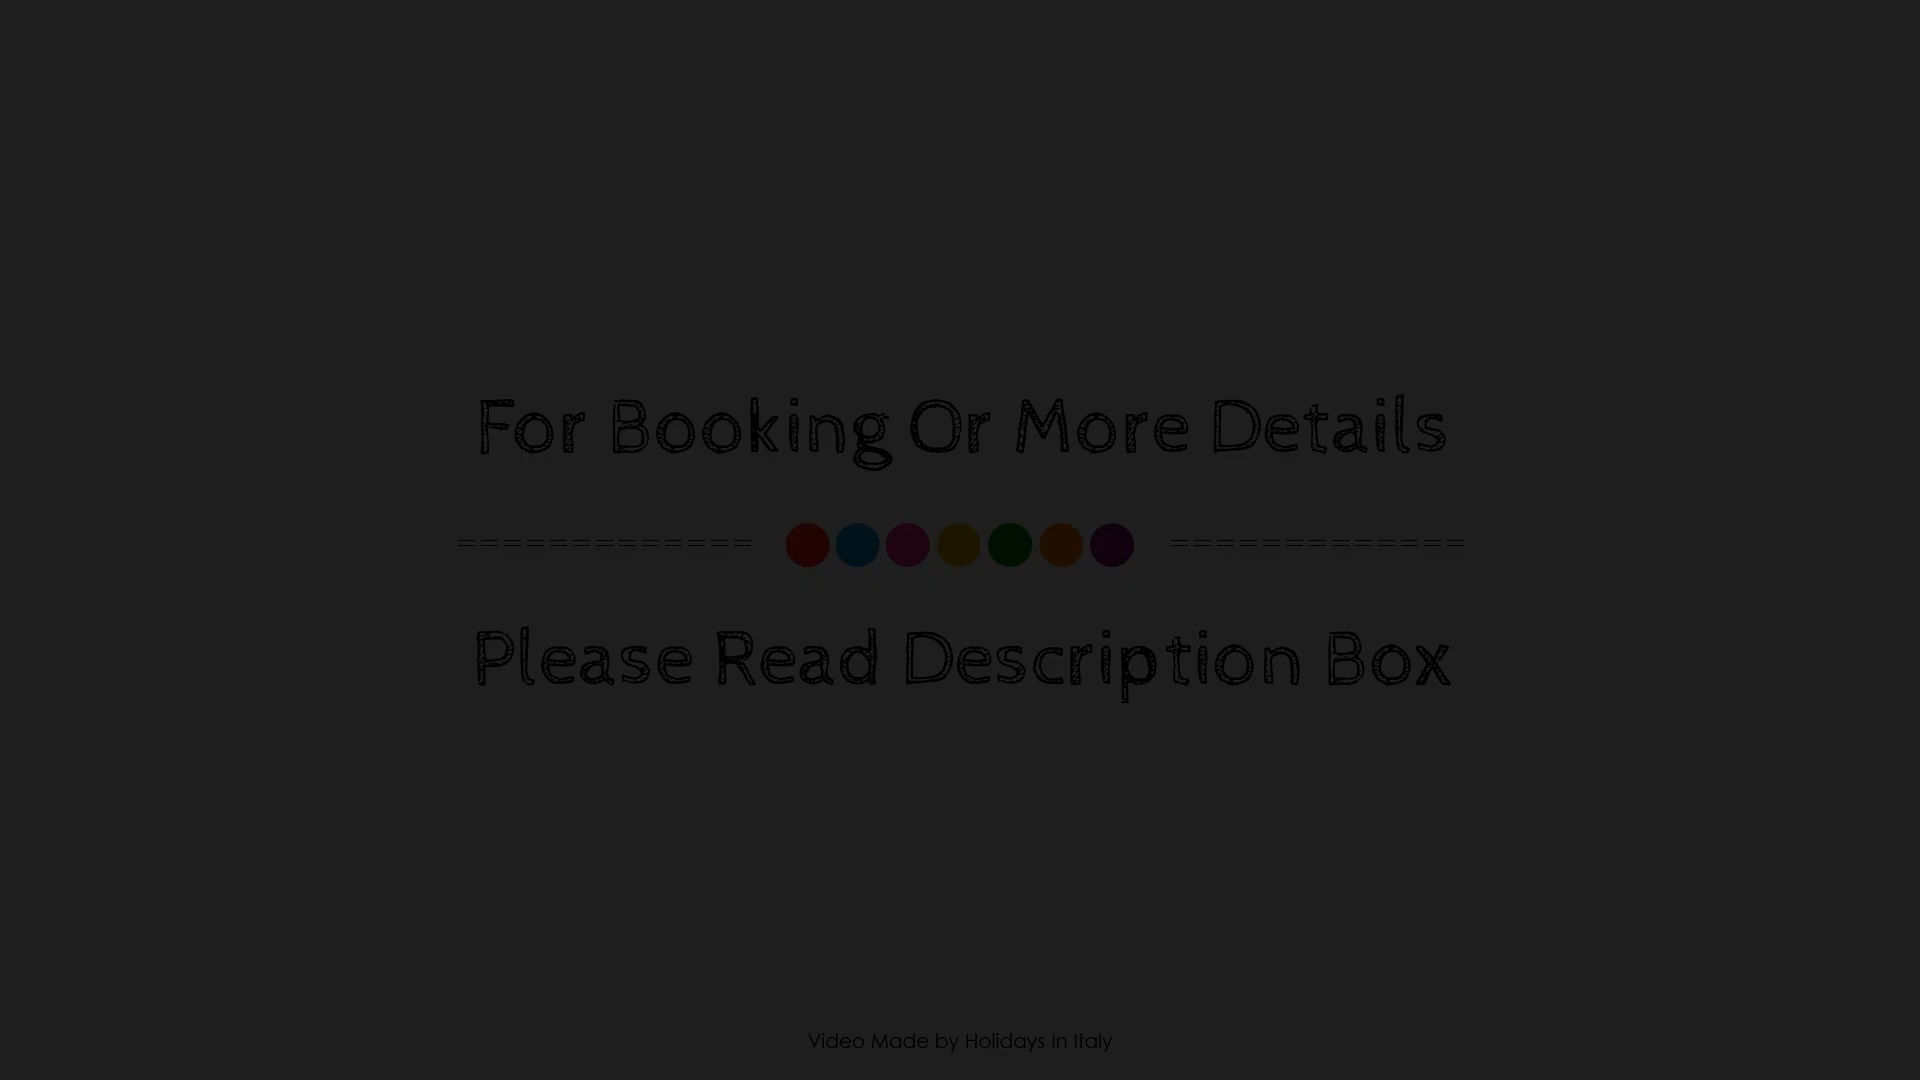 For Booking Or More Details
============= =============
Please Read Description Box
Video Made by Holidays In Italy